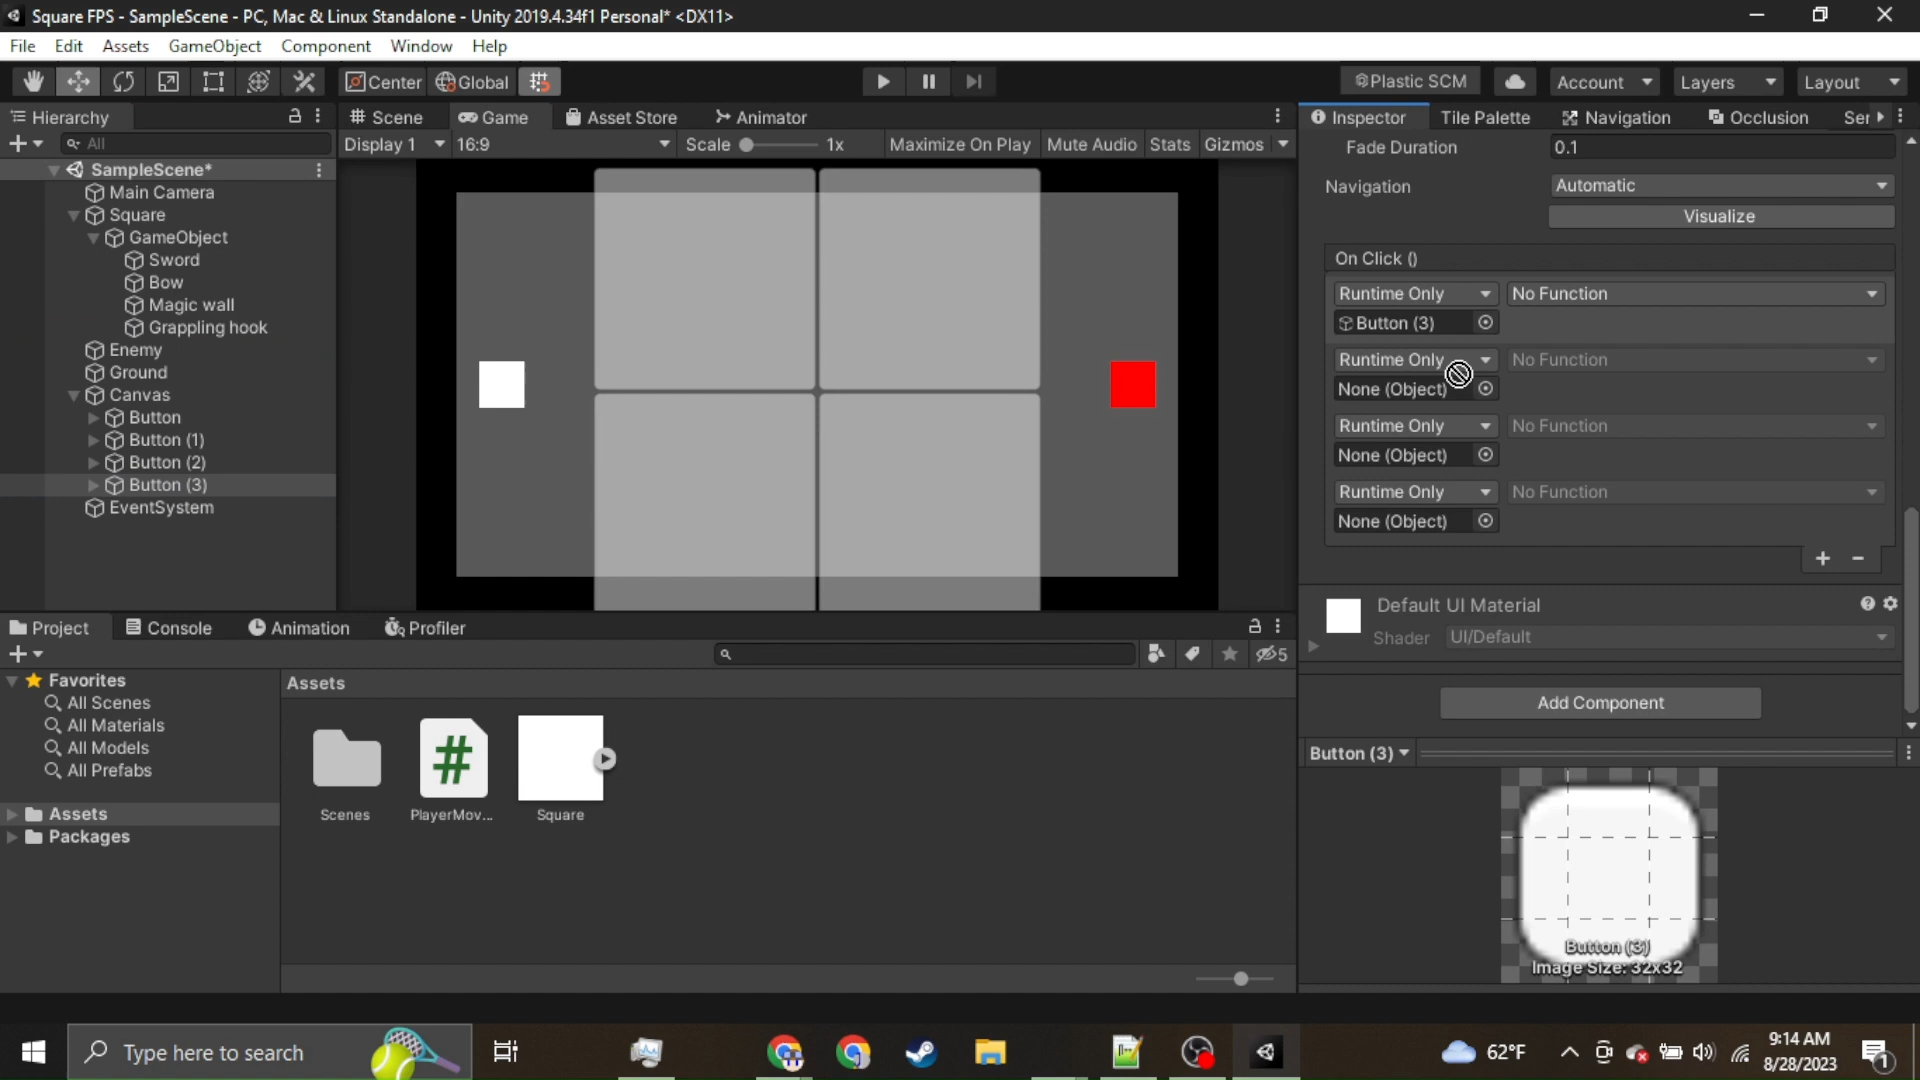 Square FPS - SampleScene - PC, Mac & Linux Standalone - Unity 2019.4.34f1 Personal* <DX11>
File Edit Assets GameObject Component Window Help
Center Global Plastic SCM Account Layers Layout
Hierarchy Scene Game Asset Store Animator Inspector Tile Palette Navigation Occlusion Ser
All Display 1 16:9 Scale 1x Maximize On Play Mute Audio Stats Gizmos
SampleScene*
Main Camera
Square
GameObject
Sword
Bow
Magic wall
Grappling hook
Enemy
Ground
Canvas
Button
Button (1)
Button (2)
Button (3)
EventSystem
Fade Duration 0.1
Navigation Automatic
Visualize
On Click ()
Runtime Only No Function
Button (3)
Runtime Only No Function
None (Object)
Runtime Only No Function
None (Object)
Runtime Only No Function
None (Object)
+ -
Default UI Material
Shader UI/Default
Add Component
Button (3)
Button (3)
Image Size: 32x32
Project Console Animation Profiler
5
Favorites
All Scenes
All Materials
All Models
All Prefabs
Assets
Packages
Assets
Scenes PlayerMov... Square
Type here to search
62°F
9:14 AM
8/28/2023
1